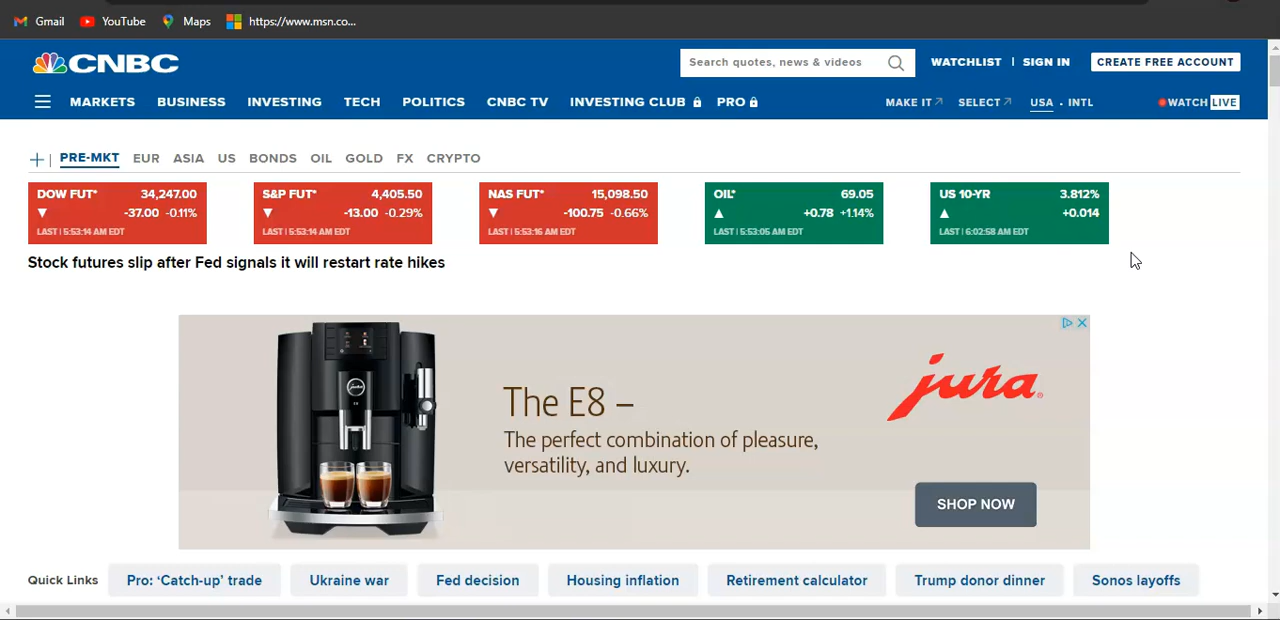 Gmail YouTube Maps https://www.msn.co...
CNBC Search quotes, news & videos WATCHLIST | SIGN IN CREATE FREE ACCOUNT
MARKETS BUSINESS INVESTING TECH POLITICS CNBC TV INVESTING CLUB PRO MAKE IT SELECT USA • INTL WATCH LIVE
+ | PRE-MKT EUR ASIA US BONDS OIL GOLD FX CRYPTO
DOW FUT* 34,247.00 S&P FUT* 4,405.50 NAS FUT* 15,098.50 OIL* 69.05 US 10-YR 3.812%
▼ -37.00 -0.11% ▼ -13.00 -0.29% ▼ -100.75 -0.66% ▲ +0.78 +1.14% ▲ +0.014
LAST | 5:53:14 AM EDT LAST | 5:53:14 AM EDT LAST | 5:53:16 AM EDT LAST | 5:53:05 AM EDT LAST | 6:02:58 AM EDT
Stock futures slip after Fed signals it will restart rate hikes
jura
The E8 –
The perfect combination of pleasure,
versatility, and luxury.
SHOP NOW
Quick Links Pro: ‘Catch-up’ trade Ukraine war Fed decision Housing inflation Retirement calculator Trump donor dinner Sonos layoffs